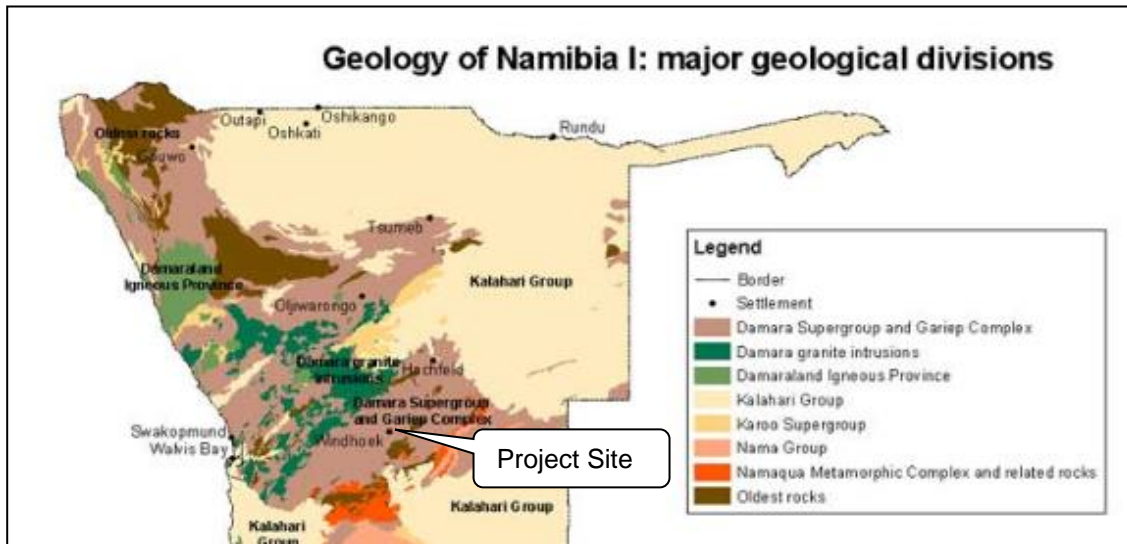 Geology of Namibia I: major geological divisions
Oshikango
Outapi
Oshkati
Rundu
Oldest rocks
Opuwo
Tsumeb
Damaraland
Igneous Province
Kalahari Group
Otjiwarongo
Damara granite
intrusions
Hochfeld
Damara Supergroup
and Gariep Complex
Swakopmund
Walvis Bay
Windhoek
Project Site
Kalahari Group
Kalahari
Group
Legend
Border
Settlement
Damara Supergroup and Gariep Complex
Damara granite intrusions
Damaraland Igneous Province
Kalahari Group
Karoo Supergroup
Nama Group
Namaqua Metamorphic Complex and related rocks
Oldest rocks